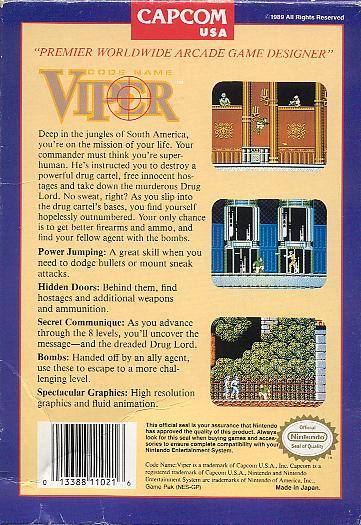 CAPCOM
USA
© 1989 All Rights Reserved
"PREMIER WORLDWIDE ARCADE GAME DESIGNER"
CODE NAME
VIPER
Deep in the jungles of South America,
you're on the mission of your life. Your
commander must think you're super-
human. He's instructed you to destroy a
powerful drug cartel, free innocent hos-
tages and take down the murderous Drug
Lord. No sweat, right? As you slip into
the drug cartel's bases, you find yourself
hopelessly outnumbered. Your only chance
is to get better firearms and ammo, and
find your fellow agent with the bombs.
Power Jumping: A great skill when you
need to dodge bullets or mount sneak
attacks.
Hidden Doors: Behind them, find
hostages and additional weapons
and ammunition.
Secret Communique: As you advance
through the 8 levels, you'll uncover the
message—and the dreaded Drug Lord.
Bombs: Handed off by an ally agent,
use these to escape to a more chal-
lenging level.
Spectacular Graphics: High resolution
graphics and fluid animation.
This official seal is your assurance that Nintendo
has approved the quality of this product. Always
look for this seal when buying games and acces-
sories to ensure complete compatibility with your
Nintendo Entertainment System.
Official
Nintendo
Seal of Quality
Code Name: Viper is a trademark of Capcom U.S.A., Inc. Capcom is a
registered trademark of Capcom U.S.A., Nintendo and Nintendo
Entertainment System are trademarks of Nintendo of America, Inc.
Game Pak (NES-GP)
Made in Japan.
0 13388 11021 6